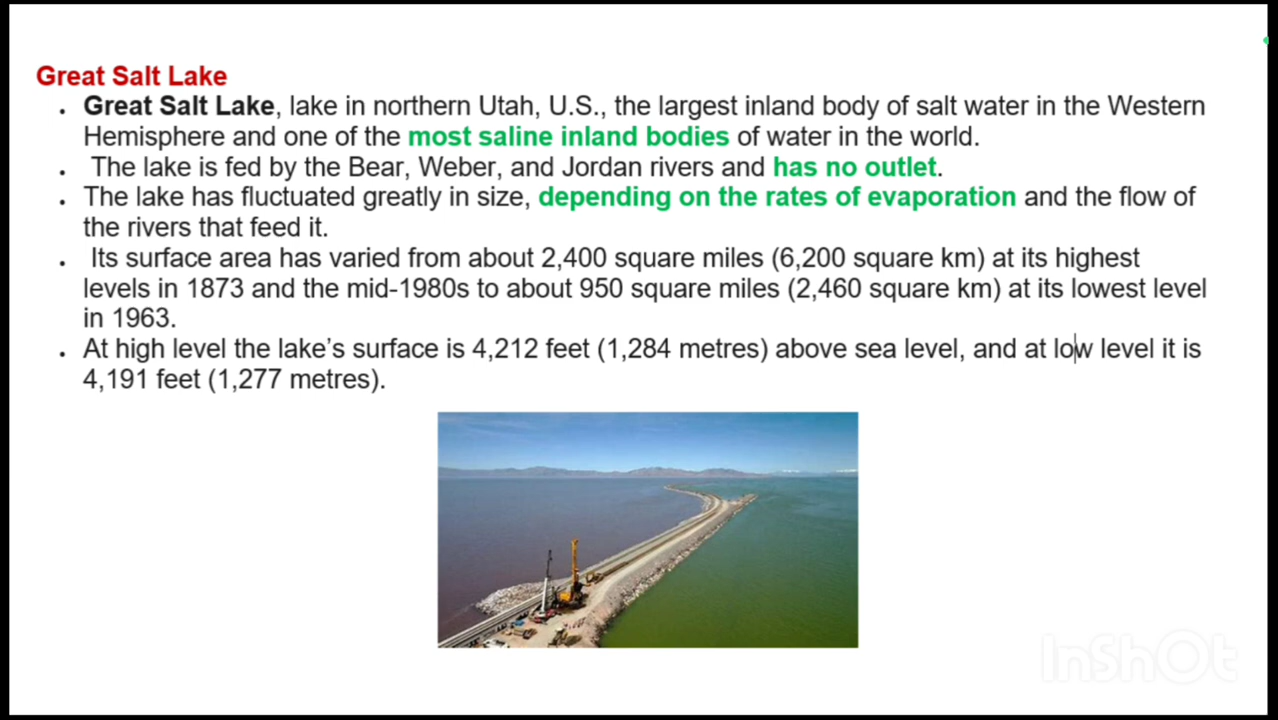 Great Salt Lake
• Great Salt Lake, lake in northern Utah, U.S., the largest inland body of salt water in the Western
Hemisphere and one of the most saline inland bodies of water in the world.
• The lake is fed by the Bear, Weber, and Jordan rivers and has no outlet.
• The lake has fluctuated greatly in size, depending on the rates of evaporation and the flow of
the rivers that feed it.
• Its surface area has varied from about 2,400 square miles (6,200 square km) at its highest
levels in 1873 and the mid-1980s to about 950 square miles (2,460 square km) at its lowest level
in 1963.
• At high level the lake's surface is 4,212 feet (1,284 metres) above sea level, and at low level it is
4,191 feet (1,277 metres).
InShOt